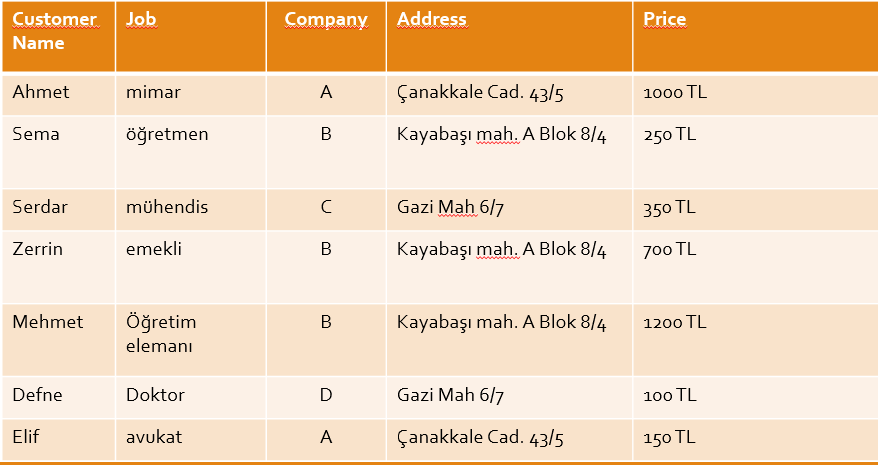 Customer Name Job Company Address Price
Ahmet mimar A Çanakkale Cad. 43/5 1000 TL
Sema öğretmen B Kayabaşı mah. A Blok 8/4 250 TL
Serdar mühendis C Gazi Mah 6/7 350 TL
Zerrin emekli B Kayabaşı mah. A Blok 8/4 700 TL
Mehmet Öğretim elemanı B Kayabaşı mah. A Blok 8/4 1200 TL
Defne Doktor D Gazi Mah 6/7 100 TL
Elif avukat A Çanakkale Cad. 43/5 150 TL